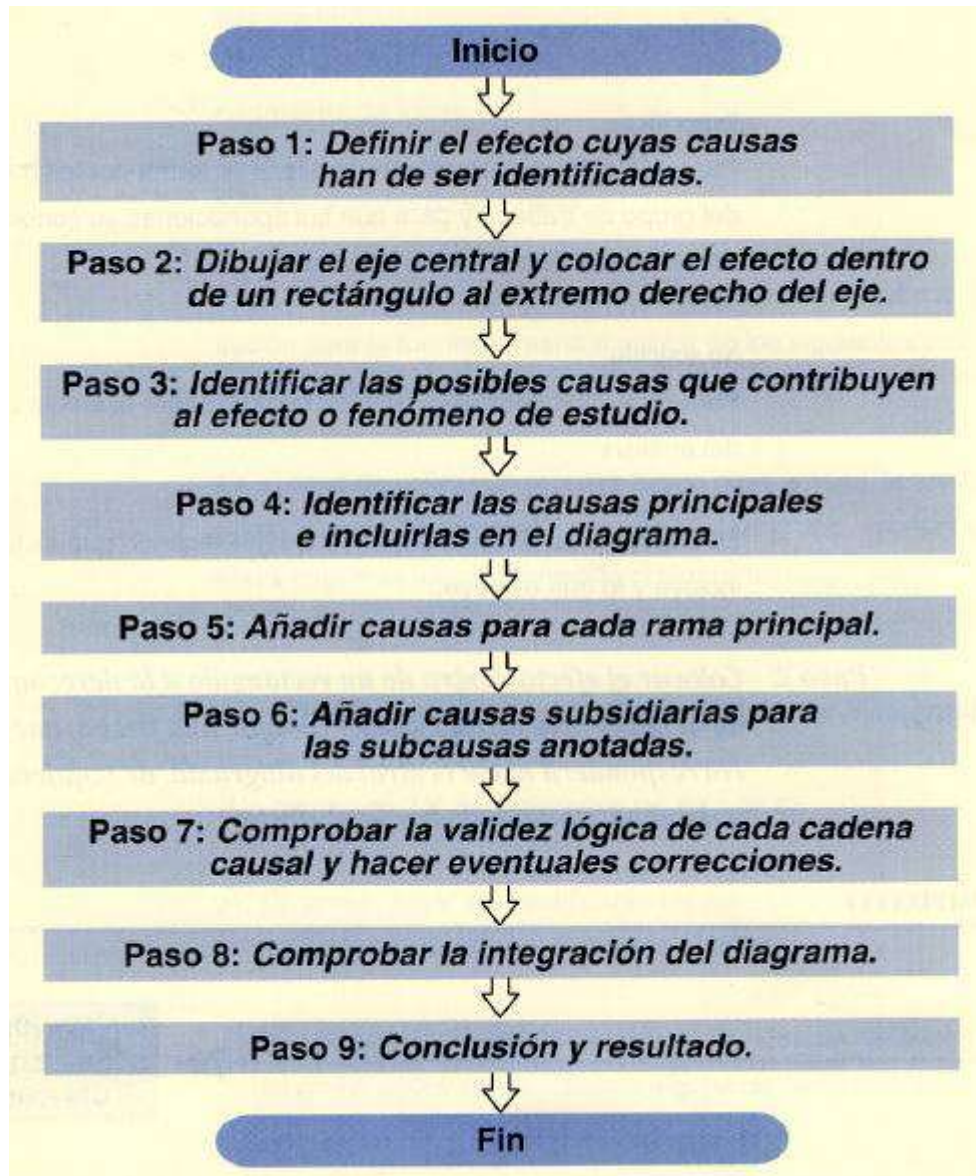 Inicio
Paso 1: Definir el efecto cuyas causas
han de ser identificadas.
Paso 2: Dibujar el eje central y colocar el efecto dentro
de un rectángulo al extremo derecho del eje.
Paso 3: Identificar las posibles causas que contribuyen
al efecto o fenómeno de estudio.
Paso 4: Identificar las causas principales
e incluirlas en el diagrama.
Paso 5: Añadir causas para cada rama principal.
Paso 6: Añadir causas subsidiarias para
las subcausas anotadas.
Paso 7: Comprobar la validez lógica de cada cadena
causal y hacer eventuales correcciones.
Paso 8: Comprobar la integración del diagrama.
Paso 9: Conclusión y resultado.
Fin